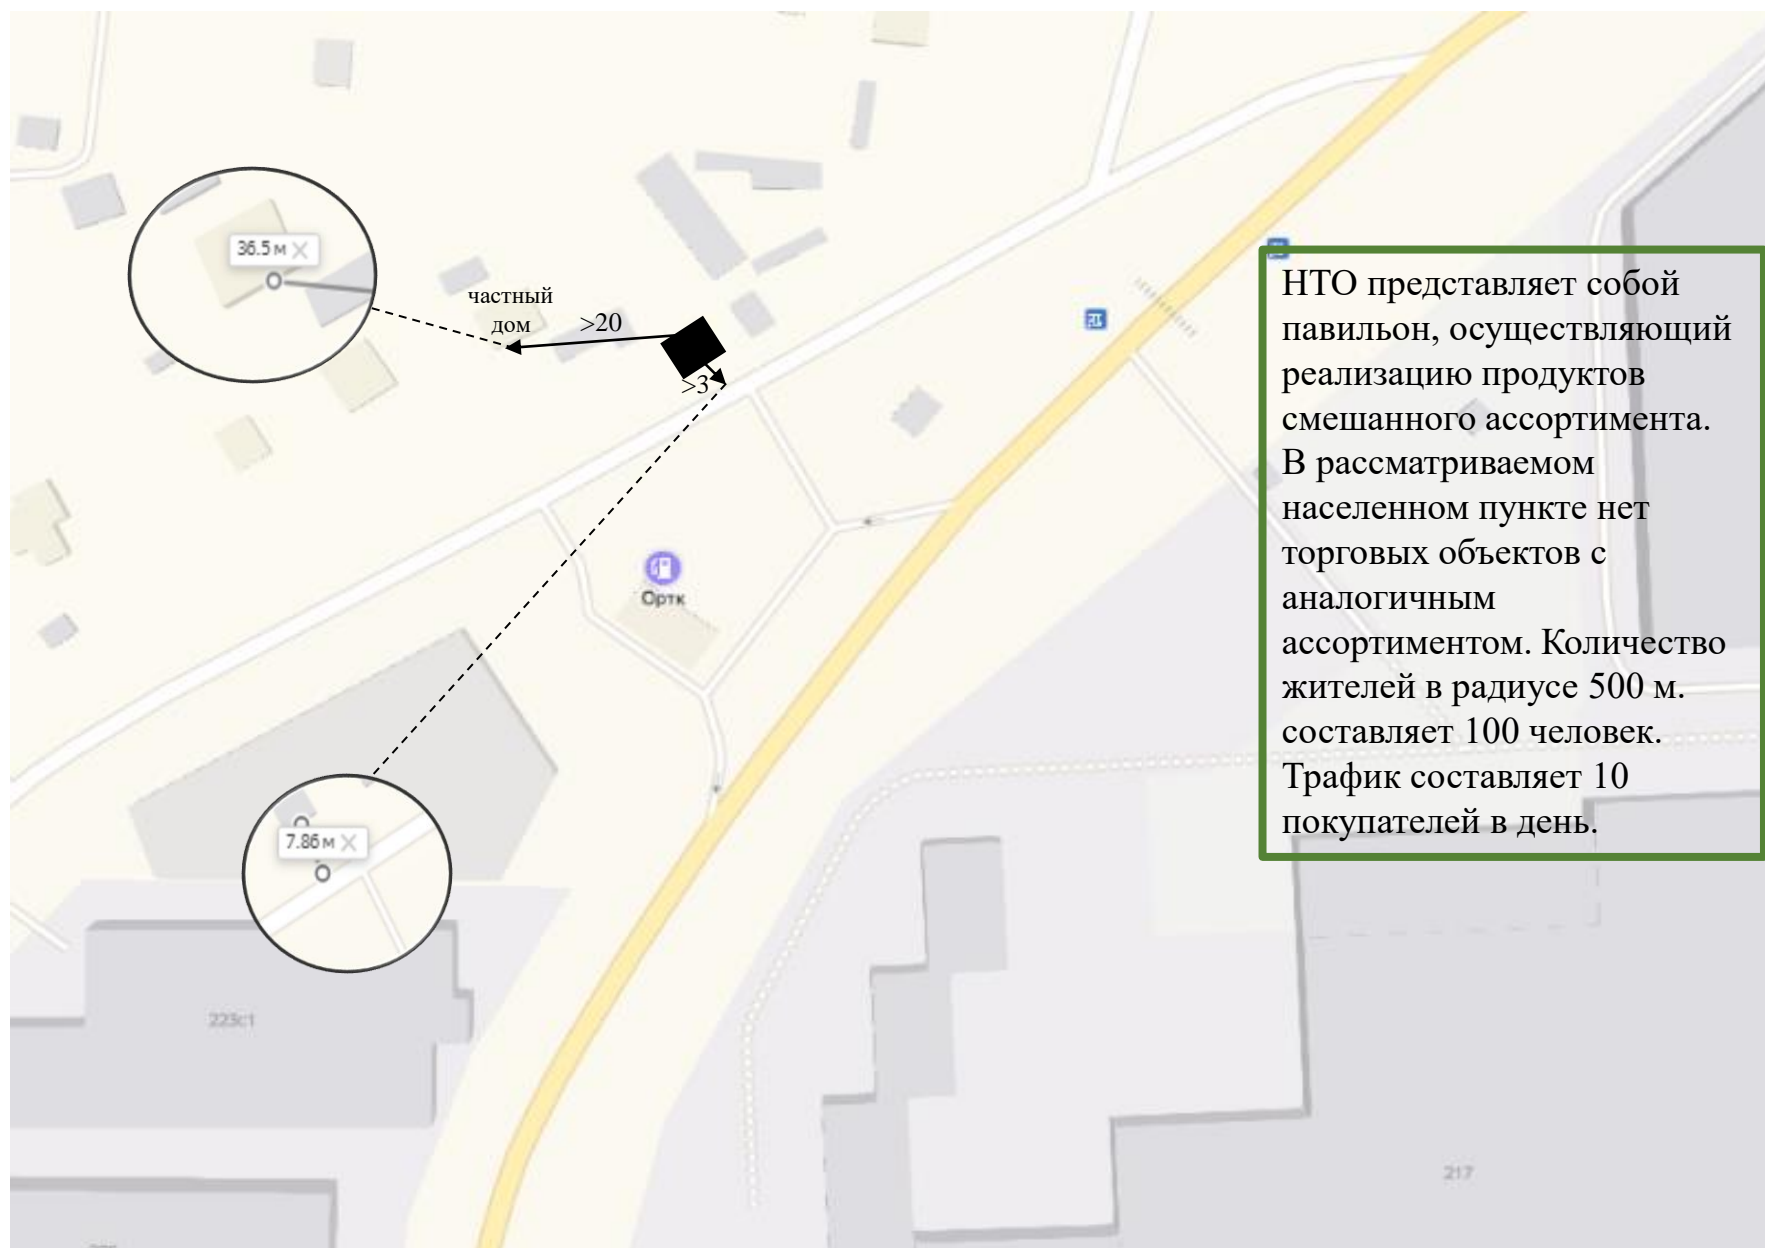 36.5 м
частный
дом
>20
>3
НТО представляет собой
павильон, осуществляющий
реализацию продуктов
смешанного ассортимента.
В рассматриваемом
населенном пункте нет
торговых объектов с
аналогичным
ассортиментом. Количество
жителей в радиусе 500 м.
составляет 100 человек.
Трафик составляет 10
покупателей в день.
Ортк
7.86 м
223с1
217